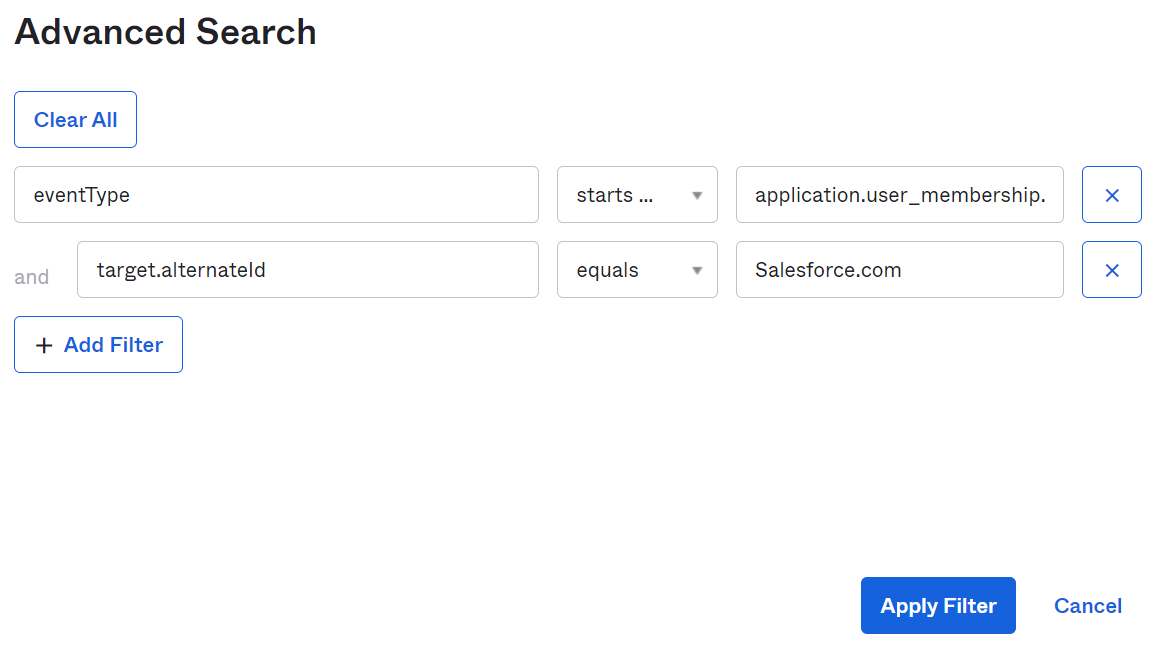 Advanced Search
Clear All
eventType starts ... application.user_membership.
and target.alternateId equals Salesforce.com
+ Add Filter
Apply Filter Cancel